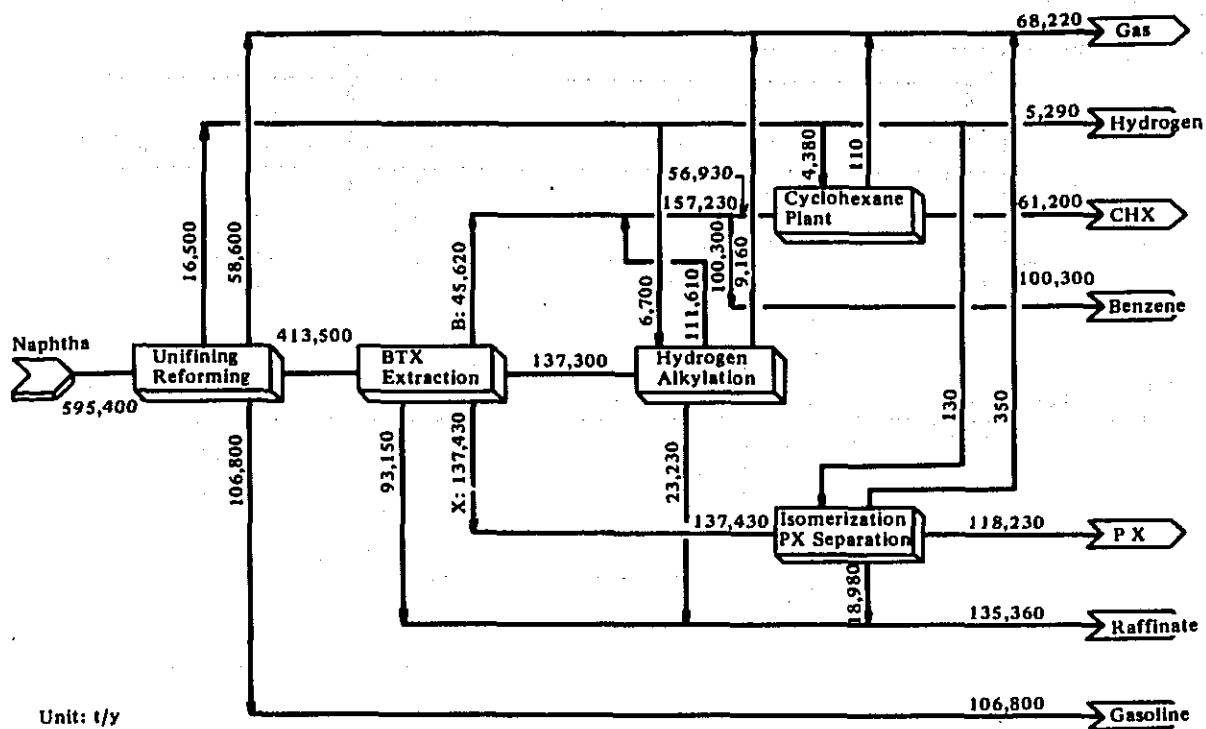 68,220
Gas
5,290
Hydrogen
16,500
58,600
4,380
110
56,930
157,230
Cyclohexane
Plant
61,200
CHX
B: 45,620
6,700
111,610
100,300
9,160
100,300
Benzene
Naphtha
595,400
Unifining
Reforming
413,500
BTX
Extraction
137,300
Hydrogen
Alkylation
130
350
106,800
93,150
X: 137,430
23,230
137,430
Isomerization
PX Separation
118,230
P X
18,980
135,360
Raffinate
106,800
Gasoline
Unit: t/y